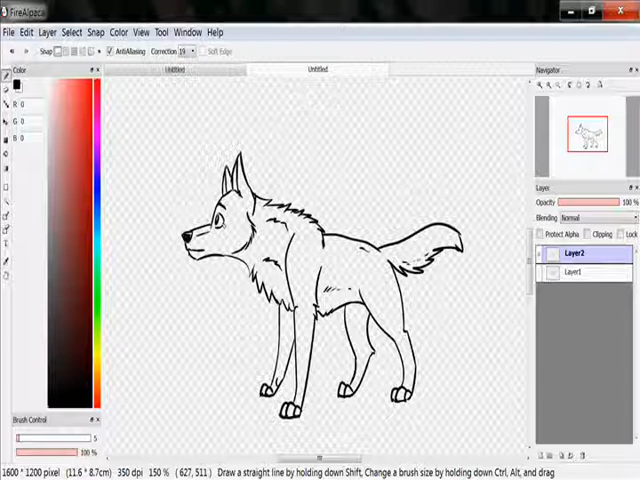 FireAlpaca
File Edit Layer Select Snap Color View Tool Window Help
Snap AntiAliasing Correction 19 Soft Edge
Color
Untitled
Untitled
Navigator
R 0
G 0
B 0
Layer
Opacity 100 %
Blending Normal
Protect Alpha Clipping Lock
Layer2
Layer1
Brush Control
5
100 %
1600 * 1200 pixel (11.6 * 8.7cm) 350 dpi 150 % ( 627, 511 ) Draw a straight line by holding down Shift, Change a brush size by holding down Ctrl, Alt, and drag